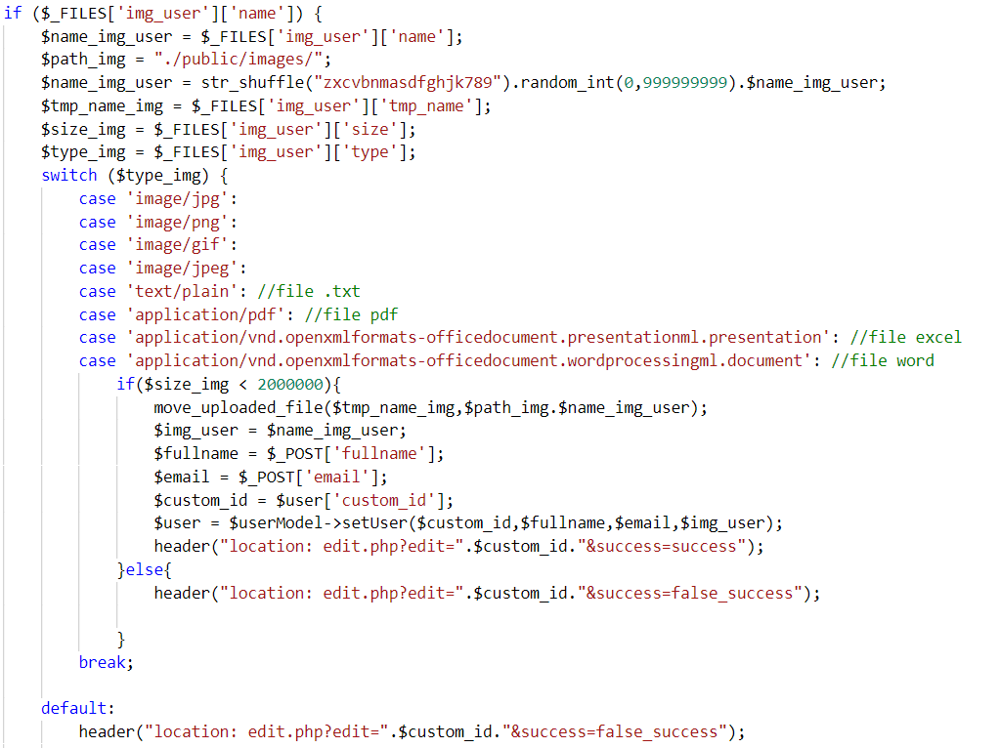 if ($_FILES['img_user']['name']) {
$name_img_user = $_FILES['img_user']['name'];
$path_img = "./public/images/";
$name_img_user = str_shuffle("zxcvbnmasdfghjk789").random_int(0,999999999).$name_img_user;
$tmp_name_img = $_FILES['img_user']['tmp_name'];
$size_img = $_FILES['img_user']['size'];
$type_img = $_FILES['img_user']['type'];
switch ($type_img) {
case 'image/jpg':
case 'image/png':
case 'image/gif':
case 'image/jpeg':
case 'text/plain': //file .txt
case 'application/pdf': //file pdf
case 'application/vnd.openxmlformats-officedocument.presentationml.presentation': //file excel
case 'application/vnd.openxmlformats-officedocument.wordprocessingml.document': //file word
if($size_img < 2000000){
move_uploaded_file($tmp_name_img,$path_img.$name_img_user);
$img_user = $name_img_user;
$fullname = $_POST['fullname'];
$email = $_POST['email'];
$custom_id = $user['custom_id'];
$user = $userModel->setUser($custom_id,$fullname,$email,$img_user);
header("location: edit.php?edit=".$custom_id."&success=success");
}else{
header("location: edit.php?edit=".$custom_id."&success=false_success");
}
break;
default:
header("location: edit.php?edit=".$custom_id."&success=false_success");